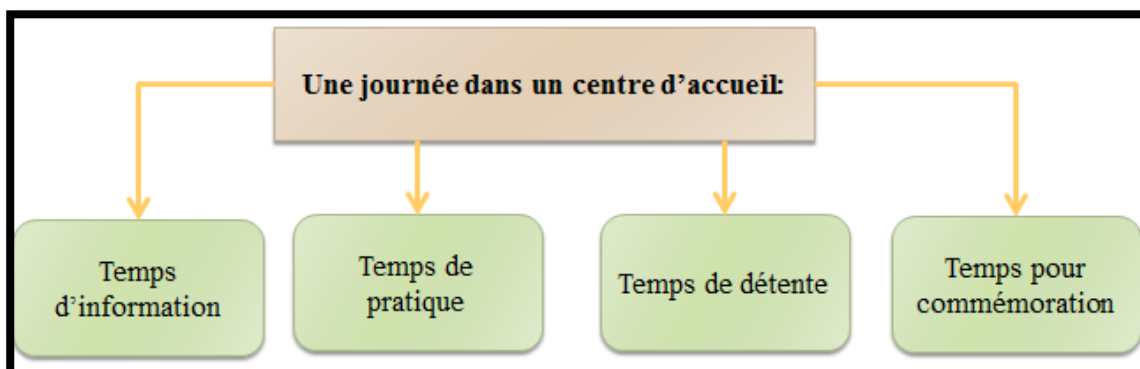 Une journée dans un centre d'accueil:
Temps
d'information
Temps de
pratique
Temps de détente
Temps pour
commémoration